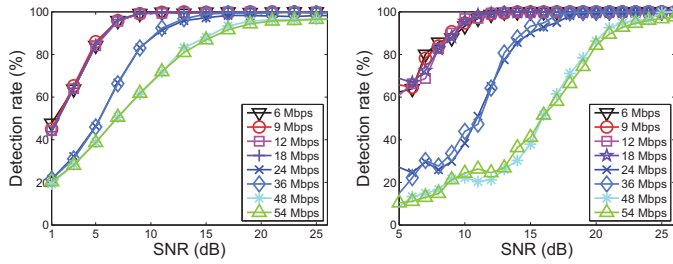 100
80
60
40
20
0
Detection rate (%)
1
5
10
15
20
25
SNR (dB)
6 Mbps
9 Mbps
12 Mbps
18 Mbps
24 Mbps
36 Mbps
48 Mbps
54 Mbps
100
80
60
40
20
0
Detection rate (%)
5
10
15
20
25
SNR (dB)
6 Mbps
9 Mbps
12 Mbps
18 Mbps
24 Mbps
36 Mbps
48 Mbps
54 Mbps